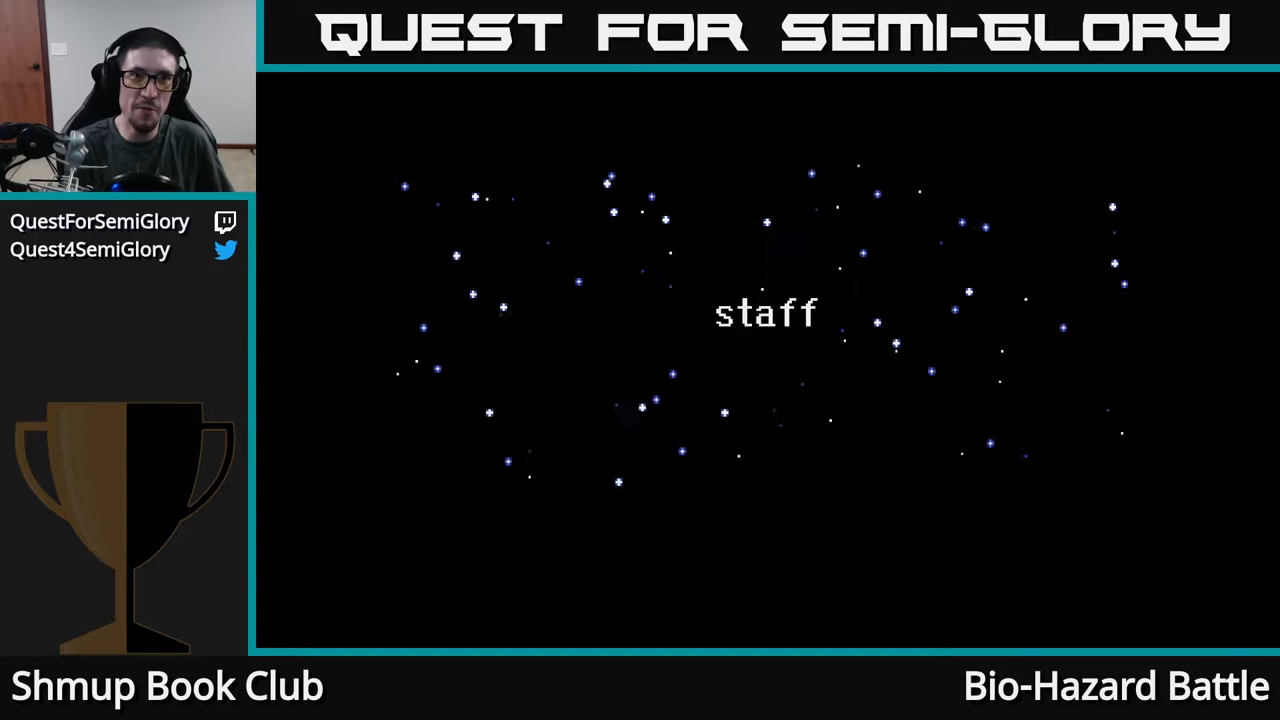 QUEST FOR SEMI-GLORY
QuestForSemiGlory
Quest4SemiGlory
staff
Shmup Book Club
Bio-Hazard Battle